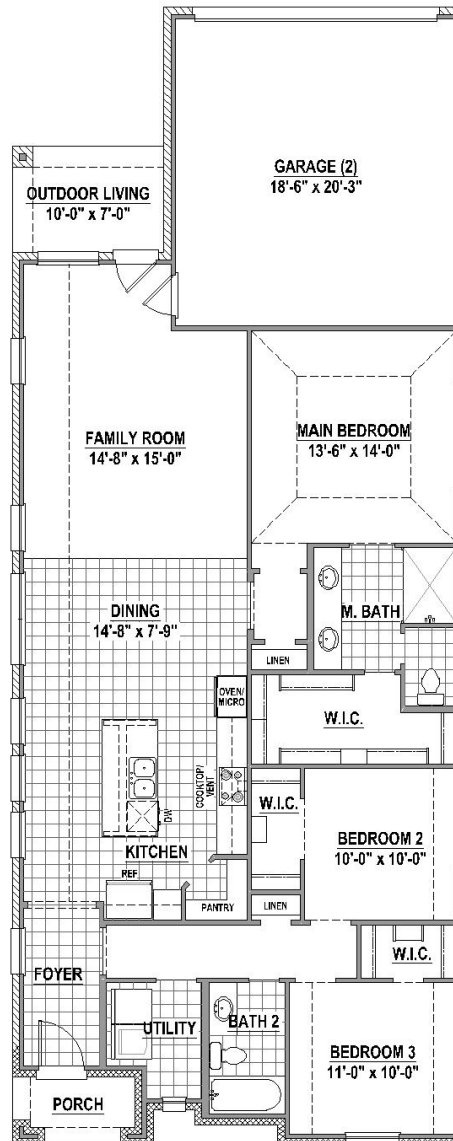 GARAGE (2)
18'-6" x 20'-3"
OUTDOOR LIVING
10'-0" x 7'-0"
FAMILY ROOM
14'-8" x 15'-0"
MAIN BEDROOM
13'-6" x 14'-0"
DINING
14'-8" x 7'-9"
M. BATH
LINEN
OVEN/
MICRO
W.I.C.
COOKTOP/
VENT
W.I.C.
D/W
BEDROOM 2
10'-0" x 10'-0"
KITCHEN
REF
PANTRY
LINEN
W.I.C.
FOYER
UTILITY
BATH 2
BEDROOM 3
11'-0" x 10'-0"
PORCH